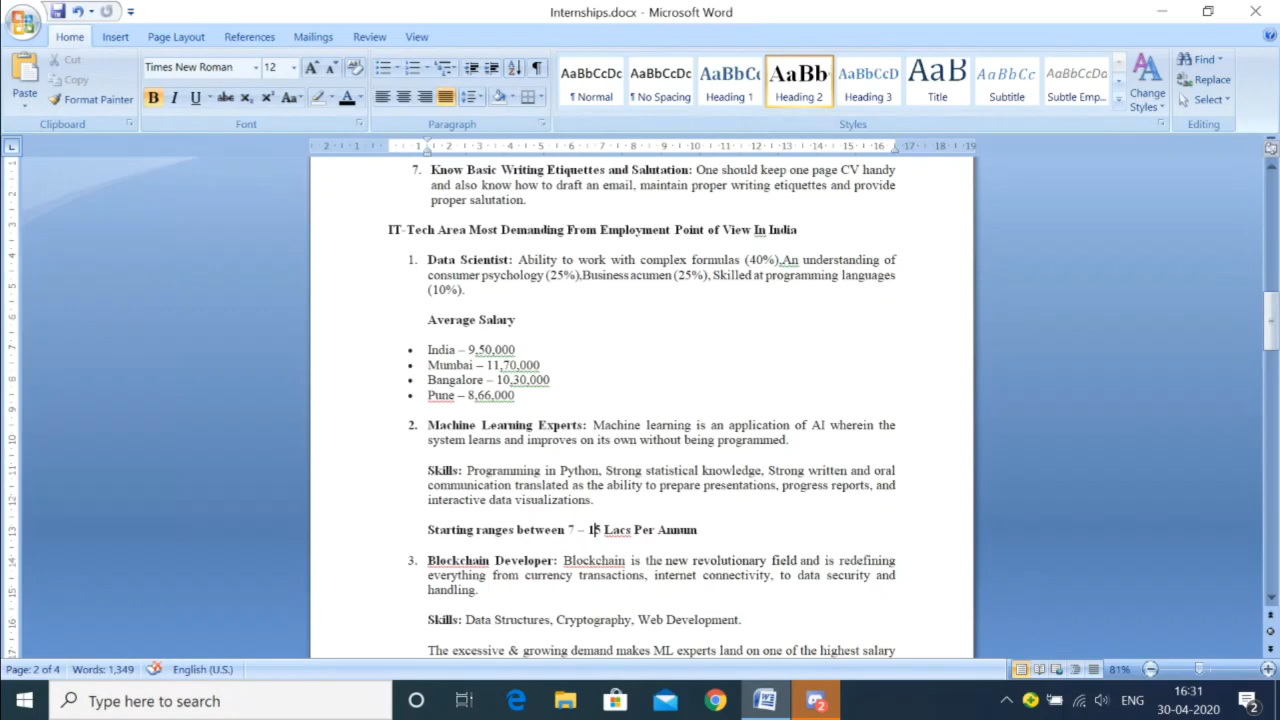 Internships.docx - Microsoft Word
Home Insert Page Layout References Mailings Review View
Paste
Cut
Copy
Format Painter
Clipboard
Times New Roman 12
B I U abc x₂ x² Aa
Font
Paragraph
AaBbCcDc AaBbCcDc AaBbCc AaBb AaBbCcD AaB AaBbCc AaBbCcDa
¶ Normal ¶ No Spacing Heading 1 Heading 2 Heading 3 Title Subtitle Subtle Emp...
Change Styles
Styles
Find
Replace
Select
Editing
7. Know Basic Writing Etiquettes and Salutation: One should keep one page CV handy
and also know how to draft an email, maintain proper writing etiquettes and provide
proper salutation.
IT-Tech Area Most Demanding From Employment Point of View In India
1. Data Scientist: Ability to work with complex formulas (40%),An understanding of
consumer psychology (25%),Business acumen (25%), Skilled at programming languages
(10%).
Average Salary
• India – 9,50,000
• Mumbai – 11,70,000
• Bangalore – 10,30,000
• Pune – 8,66,000
2. Machine Learning Experts: Machine learning is an application of AI wherein the
system learns and improves on its own without being programmed.
Skills: Programming in Python, Strong statistical knowledge, Strong written and oral
communication translated as the ability to prepare presentations, progress reports, and
interactive data visualizations.
Starting ranges between 7 – 15 Lacs Per Annum
3. Blockchain Developer: Blockchain is the new revolutionary field and is redefining
everything from currency transactions, internet connectivity, to data security and
handling.
Skills: Data Structures, Cryptography, Web Development.
The excessive & growing demand makes ML experts land on one of the highest salary
Page: 2 of 4 Words: 1,349 English (U.S.) 81%
Type here to search
ENG
16:31
30-04-2020
2
2